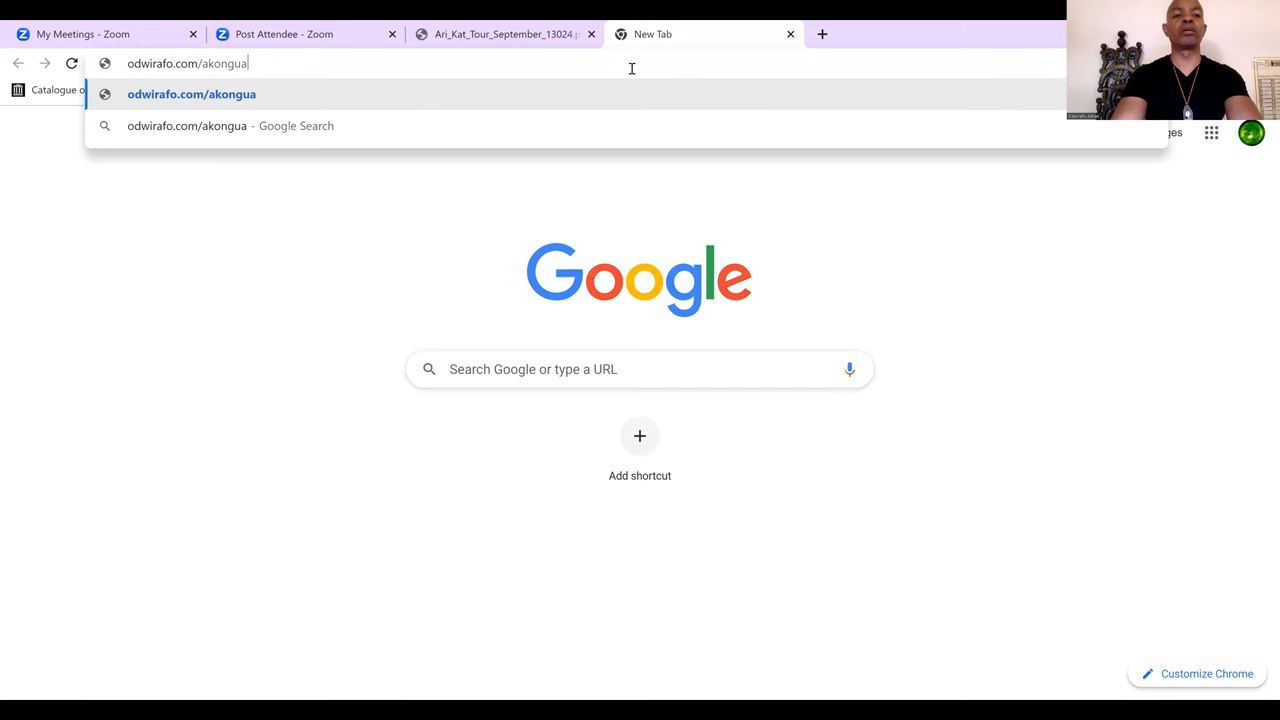 My Meetings - Zoom
Post Attendee - Zoom
Ari_Kat_Tour_September_13024.p
New Tab
odwirafo.com/akongua
Catalogue o
odwirafo.com/akongua
odwirafo.com/akongua - Google Search
ges
Google
Search Google or type a URL
Add shortcut
Customize Chrome